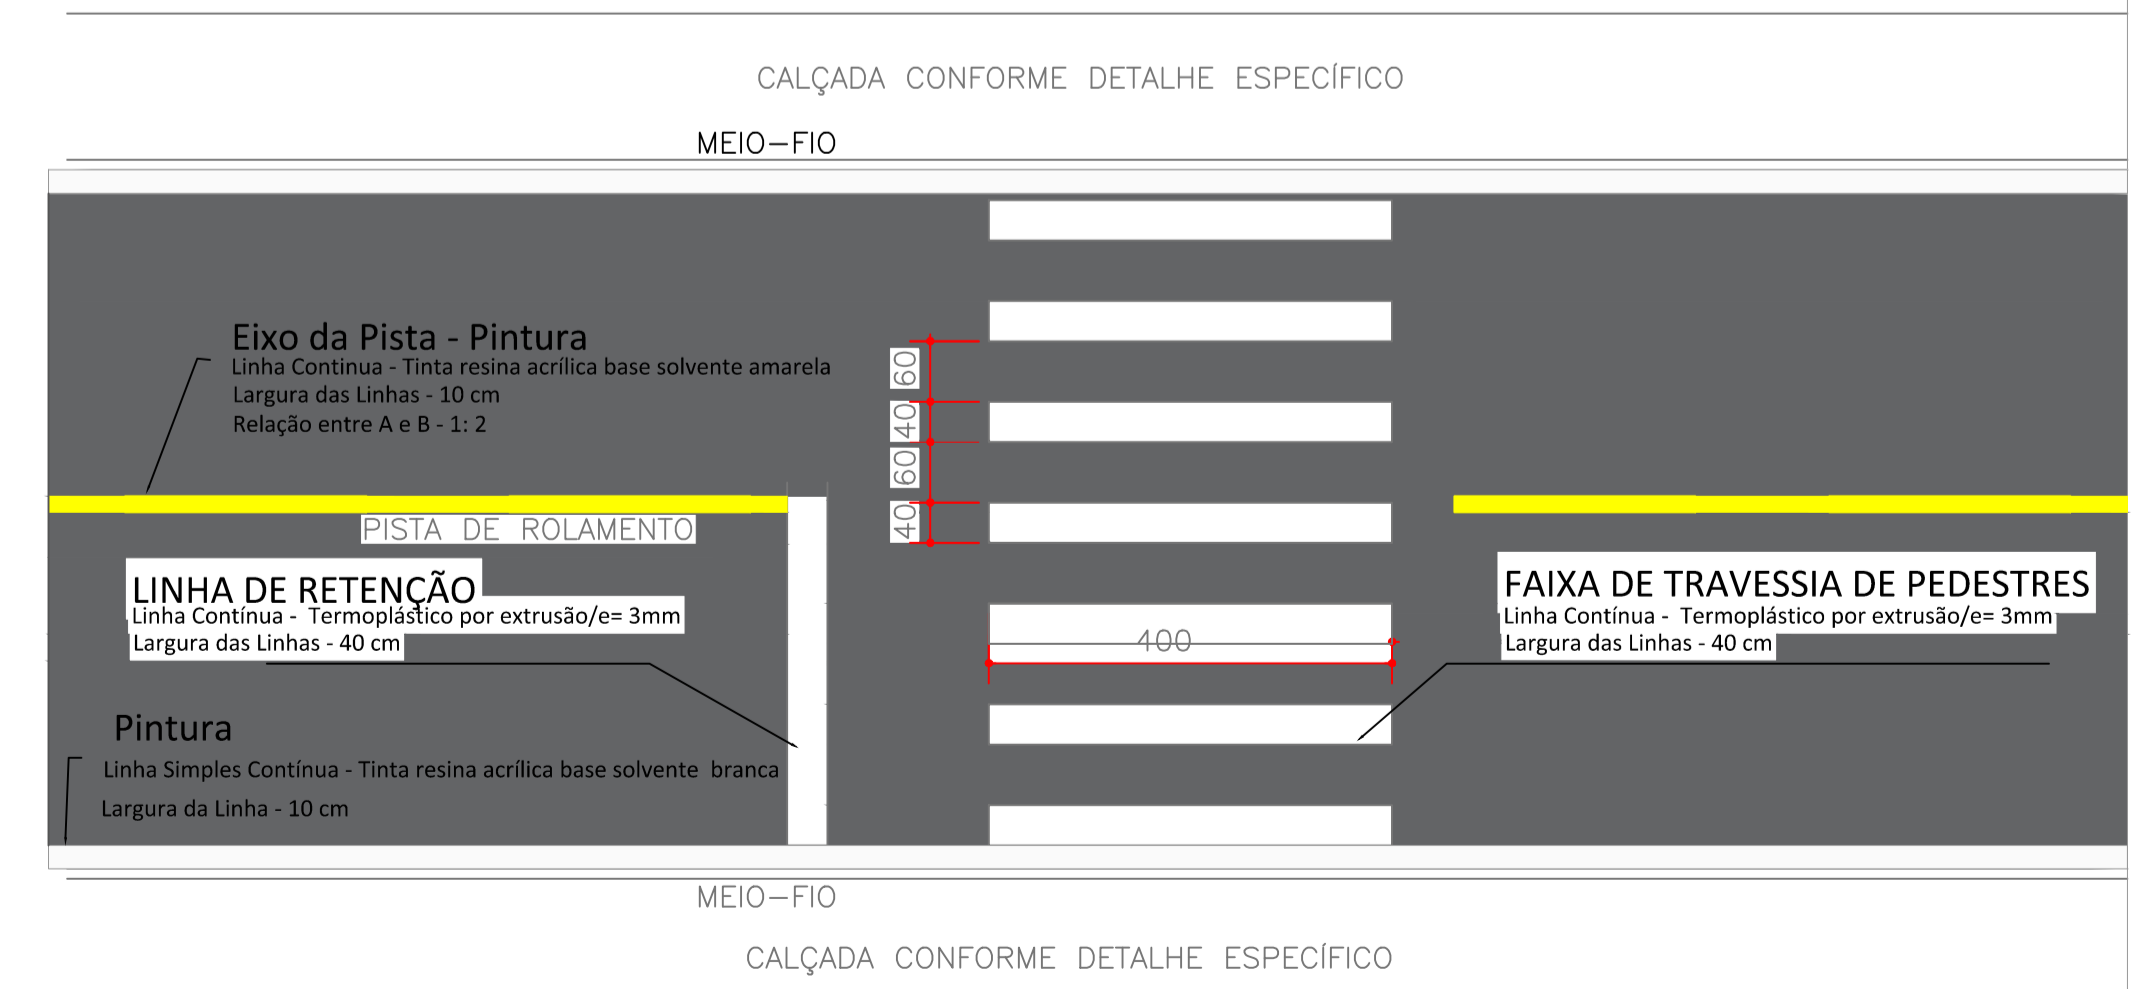 CALÇADA CONFORME DETALHE ESPECÍFICO
MEIO-FIO
Eixo da Pista - Pintura
Linha Continua - Tinta resina acrílica base solvente amarela
Largura das Linhas - 10 cm
Relação entre A e B - 1: 2
60
40
60
40
PISTA DE ROLAMENTO
LINHA DE RETENÇÃO
Linha Contínua - Termoplástico por extrusão/e= 3mm
Largura das Linhas - 40 cm
400
FAIXA DE TRAVESSIA DE PEDESTRES
Linha Contínua - Termoplástico por extrusão/e= 3mm
Largura das Linhas - 40 cm
Pintura
Linha Simples Contínua - Tinta resina acrílica base solvente branca
Largura da Linha - 10 cm
MEIO-FIO
CALÇADA CONFORME DETALHE ESPECÍFICO